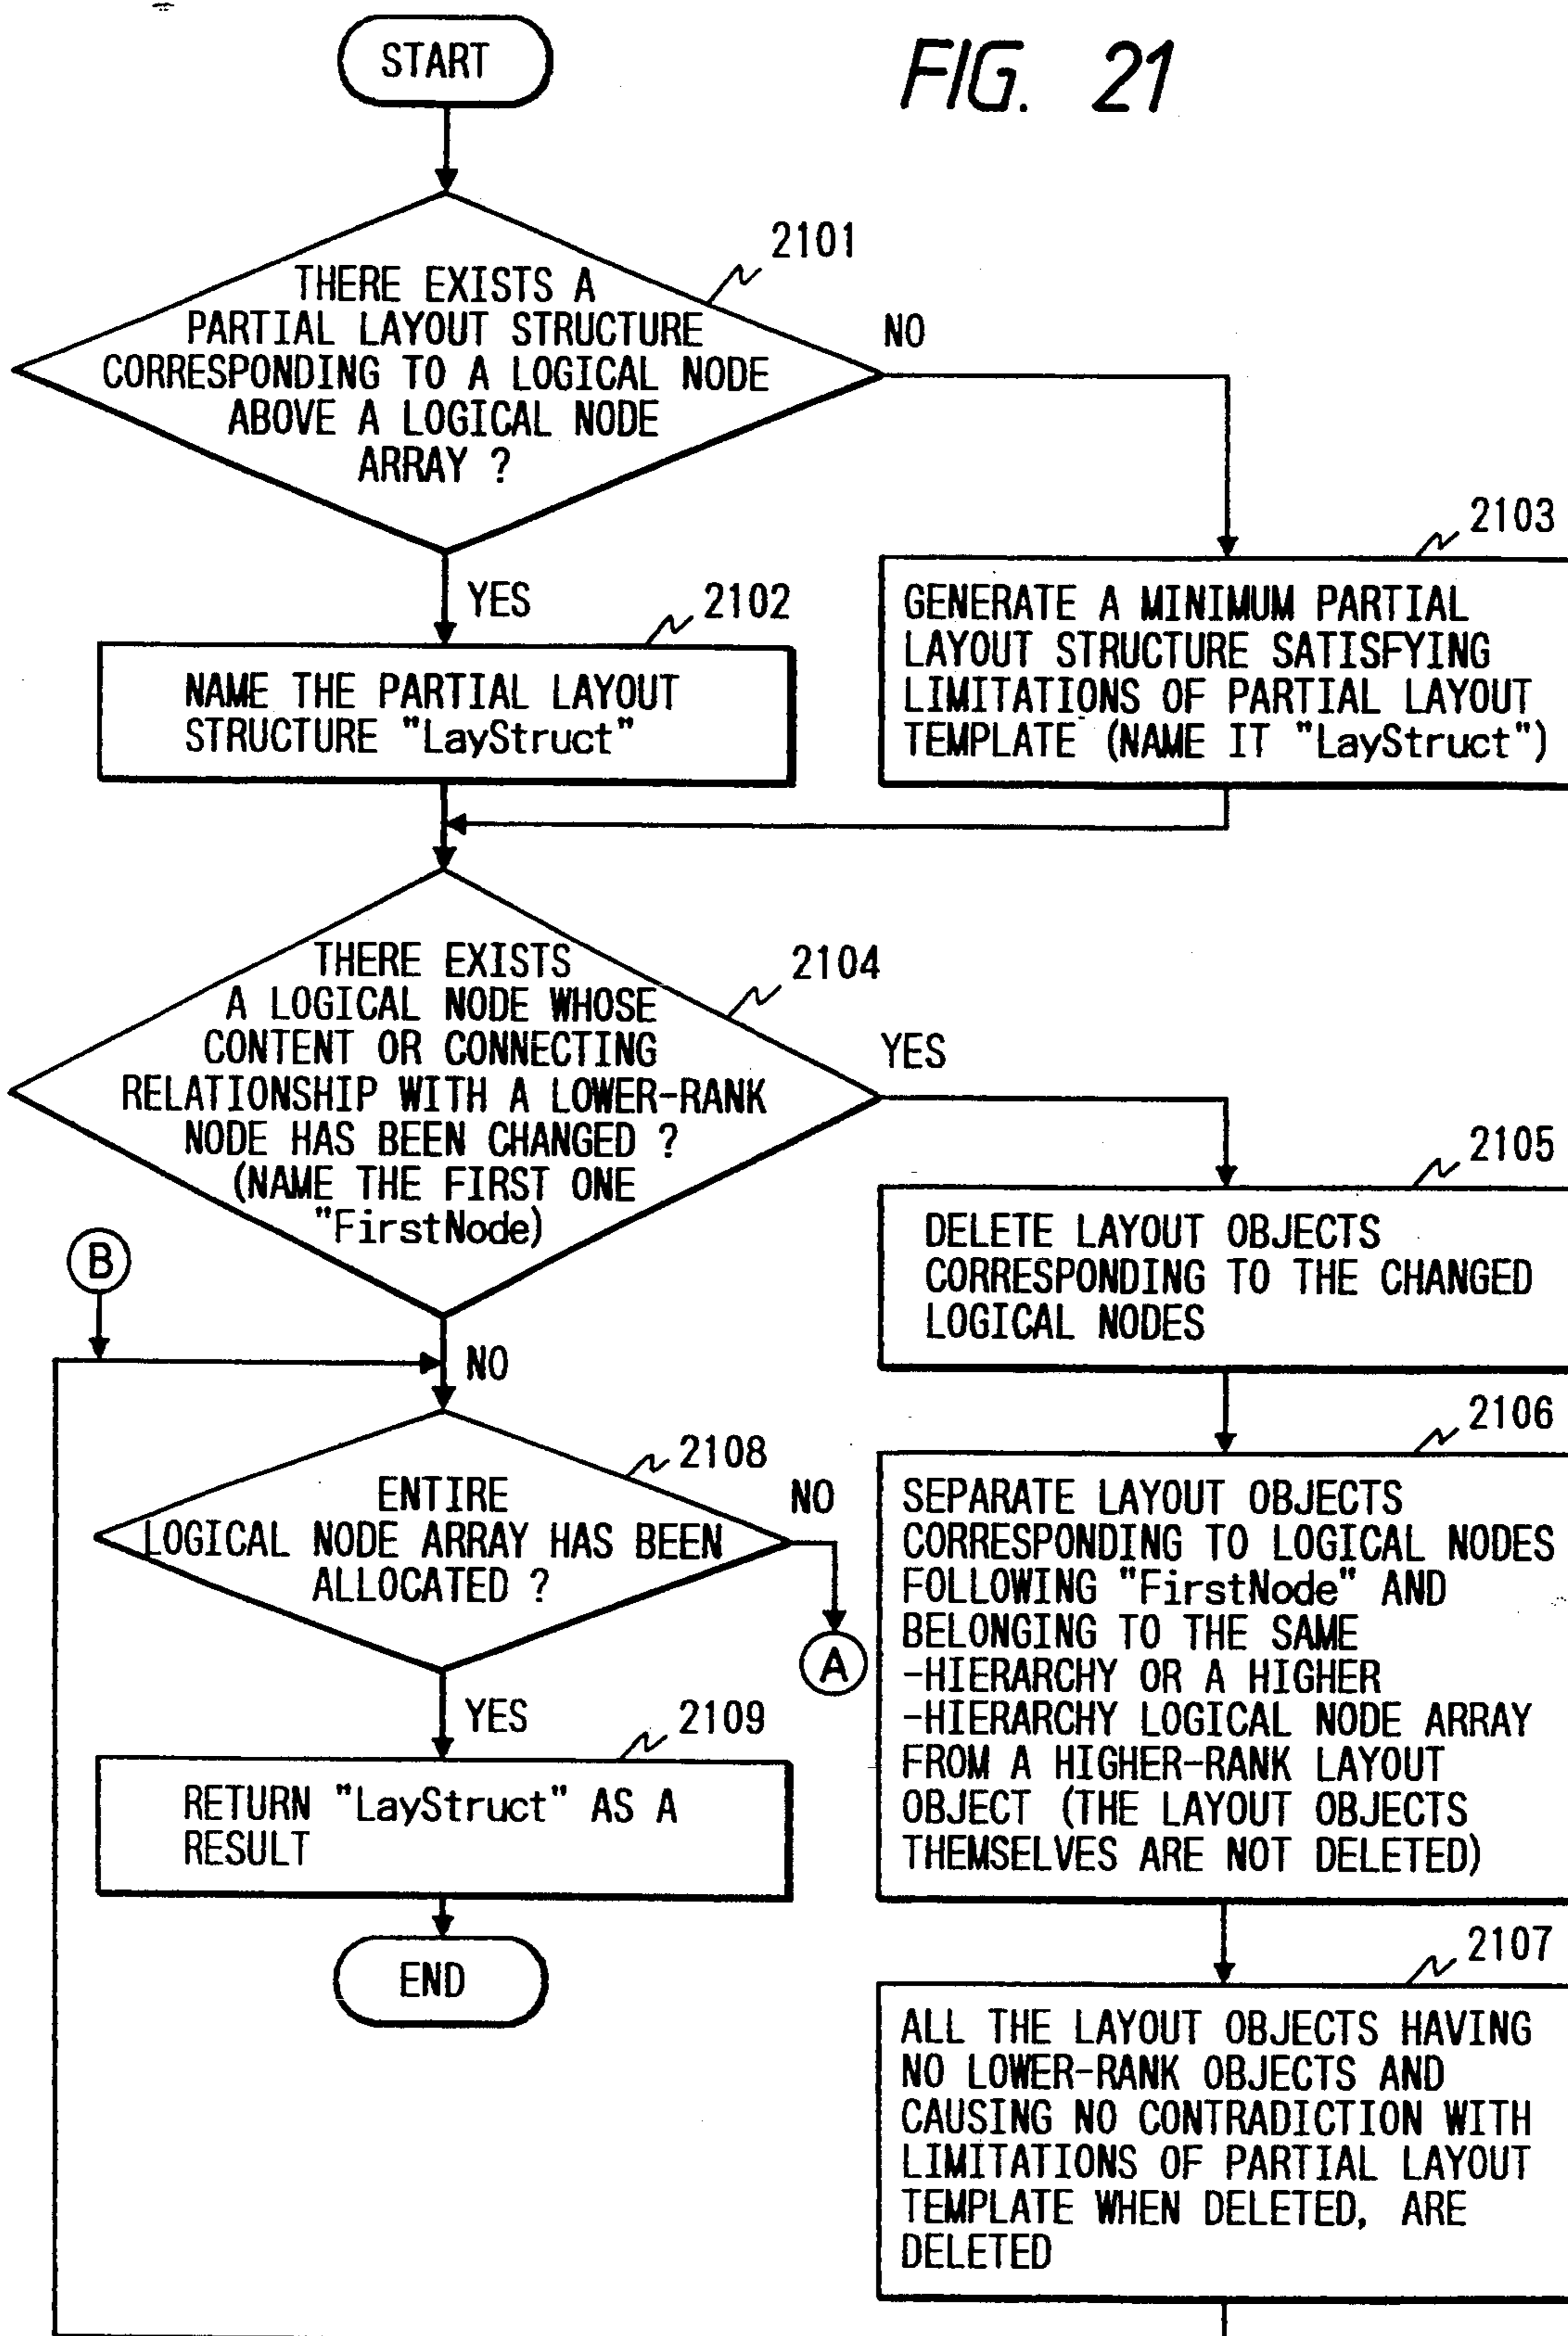 START
FIG. 21
2101
THERE EXISTS A
PARTIAL LAYOUT STRUCTURE
CORRESPONDING TO A LOGICAL NODE
ABOVE A LOGICAL NODE
ARRAY ?
NO
YES
2102
NAME THE PARTIAL LAYOUT
STRUCTURE "LayStruct"
2103
GENERATE A MINIMUM PARTIAL
LAYOUT STRUCTURE SATISFYING
LIMITATIONS OF PARTIAL LAYOUT
TEMPLATE (NAME IT "LayStruct")
2104
THERE EXISTS
A LOGICAL NODE WHOSE
CONTENT OR CONNECTING
RELATIONSHIP WITH A LOWER-RANK
NODE HAS BEEN CHANGED ?
(NAME THE FIRST ONE
"FirstNode)
YES
2105
DELETE LAYOUT OBJECTS
CORRESPONDING TO THE CHANGED
LOGICAL NODES
B
NO
2108
ENTIRE
LOGICAL NODE ARRAY HAS BEEN
ALLOCATED ?
NO
A
2106
SEPARATE LAYOUT OBJECTS
CORRESPONDING TO LOGICAL NODES
FOLLOWING "FirstNode" AND
BELONGING TO THE SAME
-HIERARCHY OR A HIGHER
-HIERARCHY LOGICAL NODE ARRAY
FROM A HIGHER-RANK LAYOUT
OBJECT (THE LAYOUT OBJECTS
THEMSELVES ARE NOT DELETED)
YES
2109
RETURN "LayStruct" AS A
RESULT
END
2107
ALL THE LAYOUT OBJECTS HAVING
NO LOWER-RANK OBJECTS AND
CAUSING NO CONTRADICTION WITH
LIMITATIONS OF PARTIAL LAYOUT
TEMPLATE WHEN DELETED, ARE
DELETED